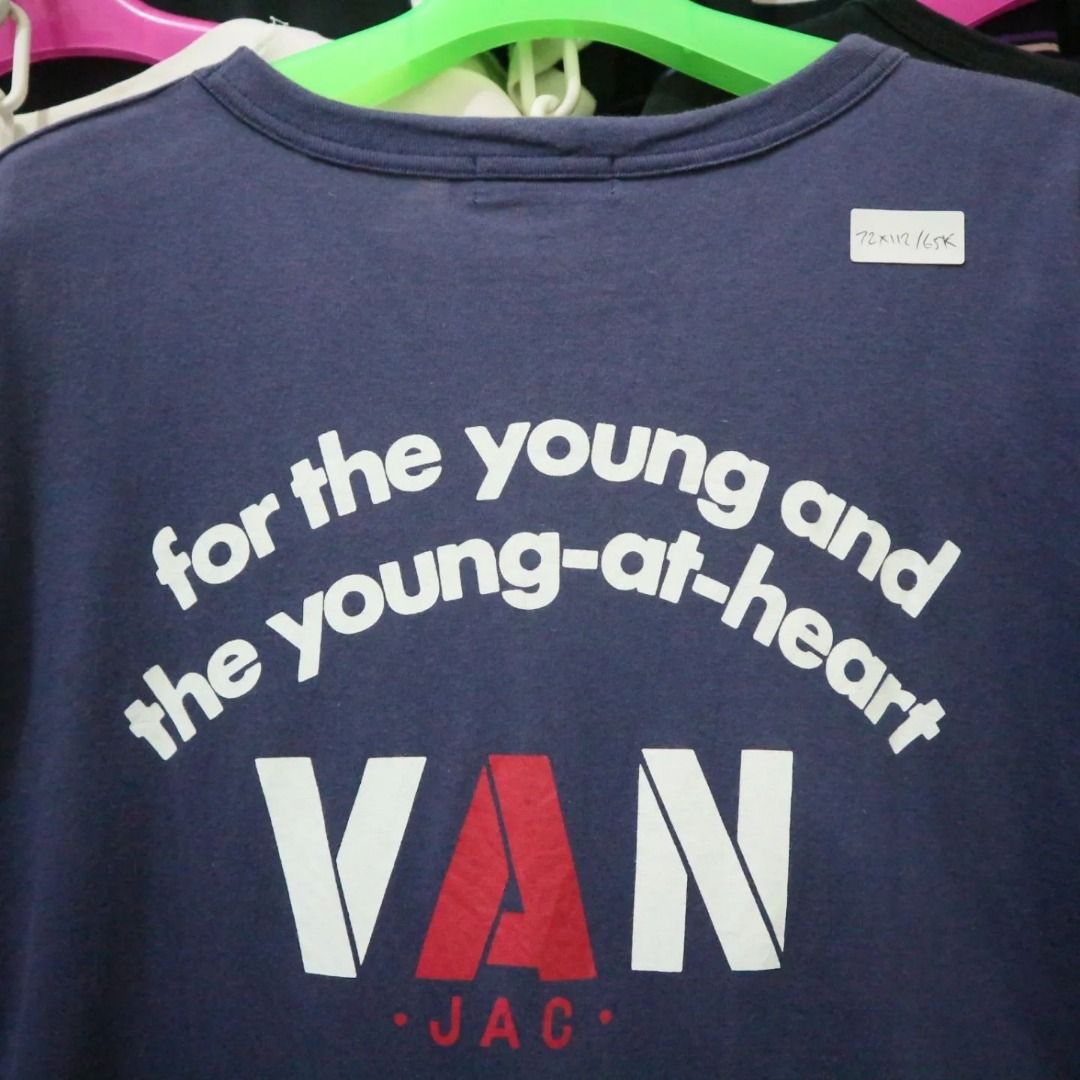 72x112/65K
for the young and
the young-at-heart
VAN
· JAC ·